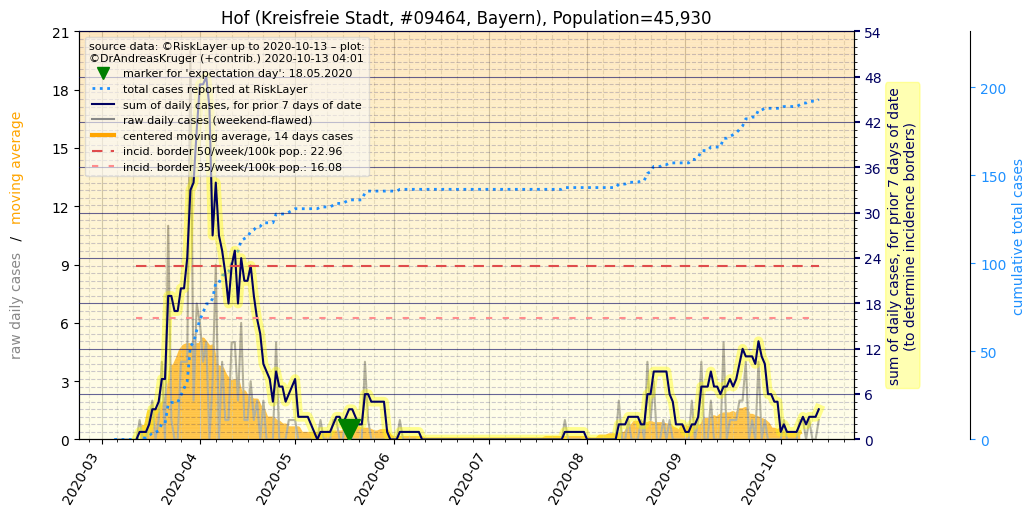 Hof (Kreisfreie Stadt, #09464, Bayern), Population=45,930
source data: ©RiskLayer up to 2020-10-13 – plot:
©DrAndreasKruger (+contrib.) 2020-10-13 04:01
marker for 'expectation day': 18.05.2020
total cases reported at RiskLayer
sum of daily cases, for prior 7 days of date
raw daily cases (weekend-flawed)
centered moving average, 14 days cases
incid. border 50/week/100k pop.: 22.96
incid. border 35/week/100k pop.: 16.08
raw daily cases / moving average
21
18
15
12
9
6
3
0
54
48
42
36
30
24
18
12
6
0
sum of daily cases, for prior 7 days of date
(to determine incidence borders)
200
150
100
50
0
cumulative total cases
2020-03
2020-04
2020-05
2020-06
2020-07
2020-08
2020-09
2020-10